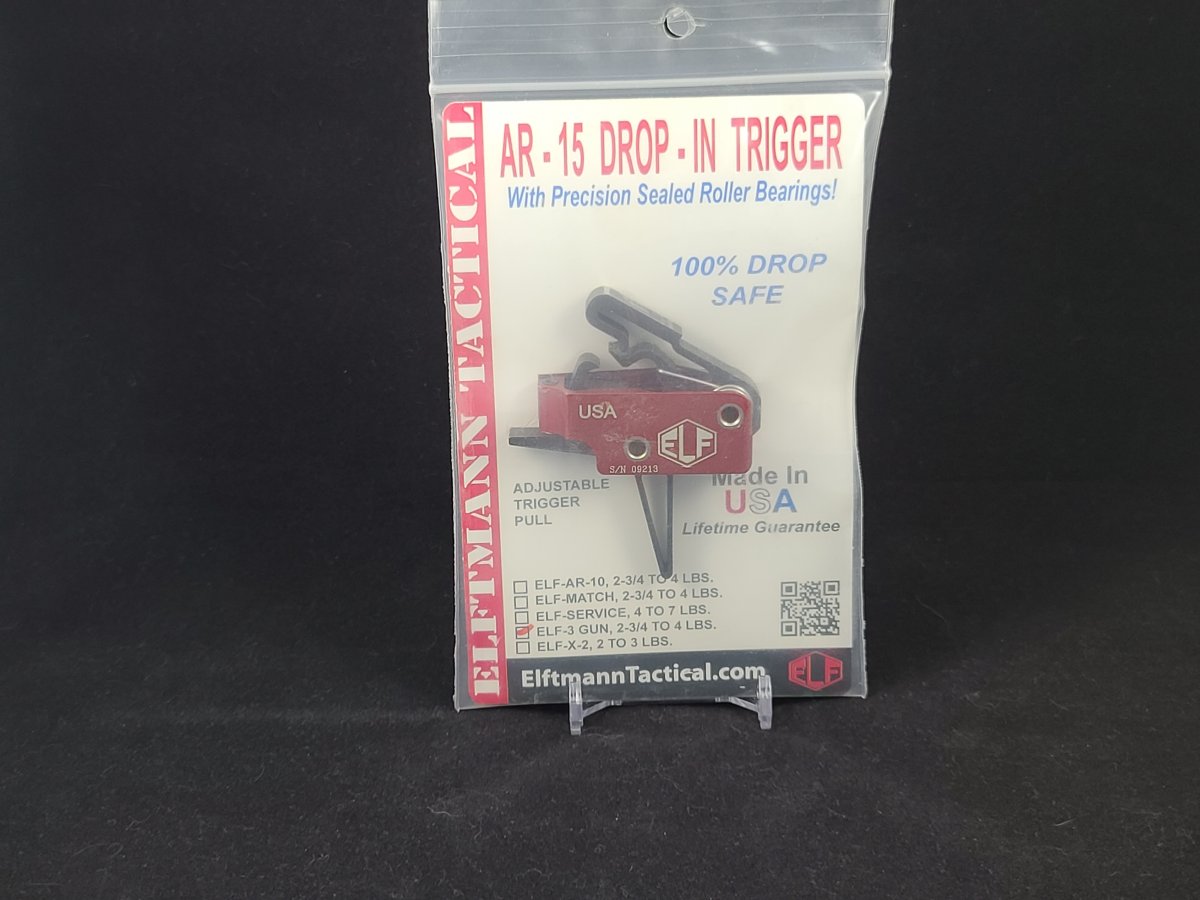 ELFTMANN TACTICAL
AR - 15 DROP - IN TRIGGER
With Precision Sealed Roller Bearings!
100% DROP
SAFE
USA
ELF
S/N 09213
ADJUSTABLE
TRIGGER
PULL
Made In
USA
Lifetime Guarantee
ELF-AR-10, 2-3/4 TO 4 LBS.
ELF-MATCH, 2-3/4 TO 4 LBS.
ELF-SERVICE, 4 TO 7 LBS.
ELF-3 GUN, 2-3/4 TO 4 LBS.
ELF-X-2, 2 TO 3 LBS.
ElftmannTactical.com
ELF